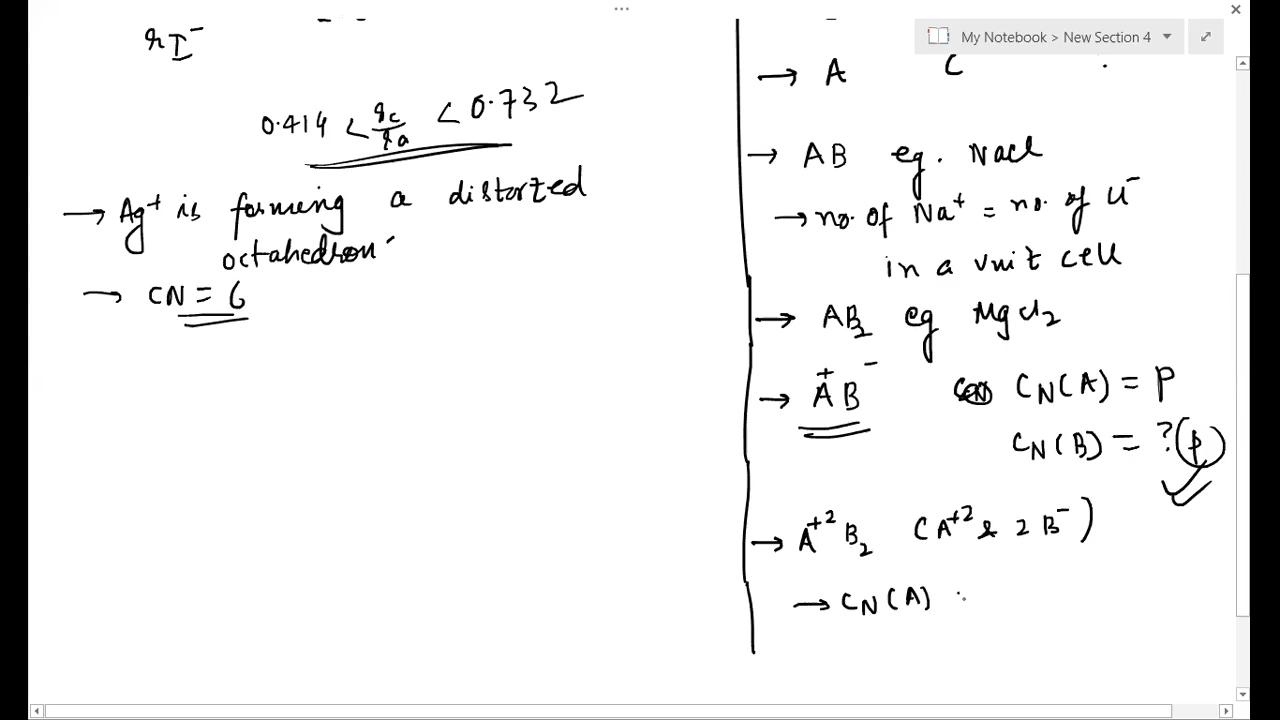 rI⁻
0.414 < rc/ra < 0.732
→ Ag⁺ is forming a distorted
octahedron
→ CN = 6
My Notebook > New Section 4
→ A C
→ AB eg. NaCl
→ no. of Na⁺ = no. of Cl⁻
in a unit cell
→ AB₂ eg MgCl₂
→ A⁺B⁻ CN(A) = P
CN(B) = ? (P)
→ A⁺²B₂ (A⁺² & 2B⁻)
→ CN(A)